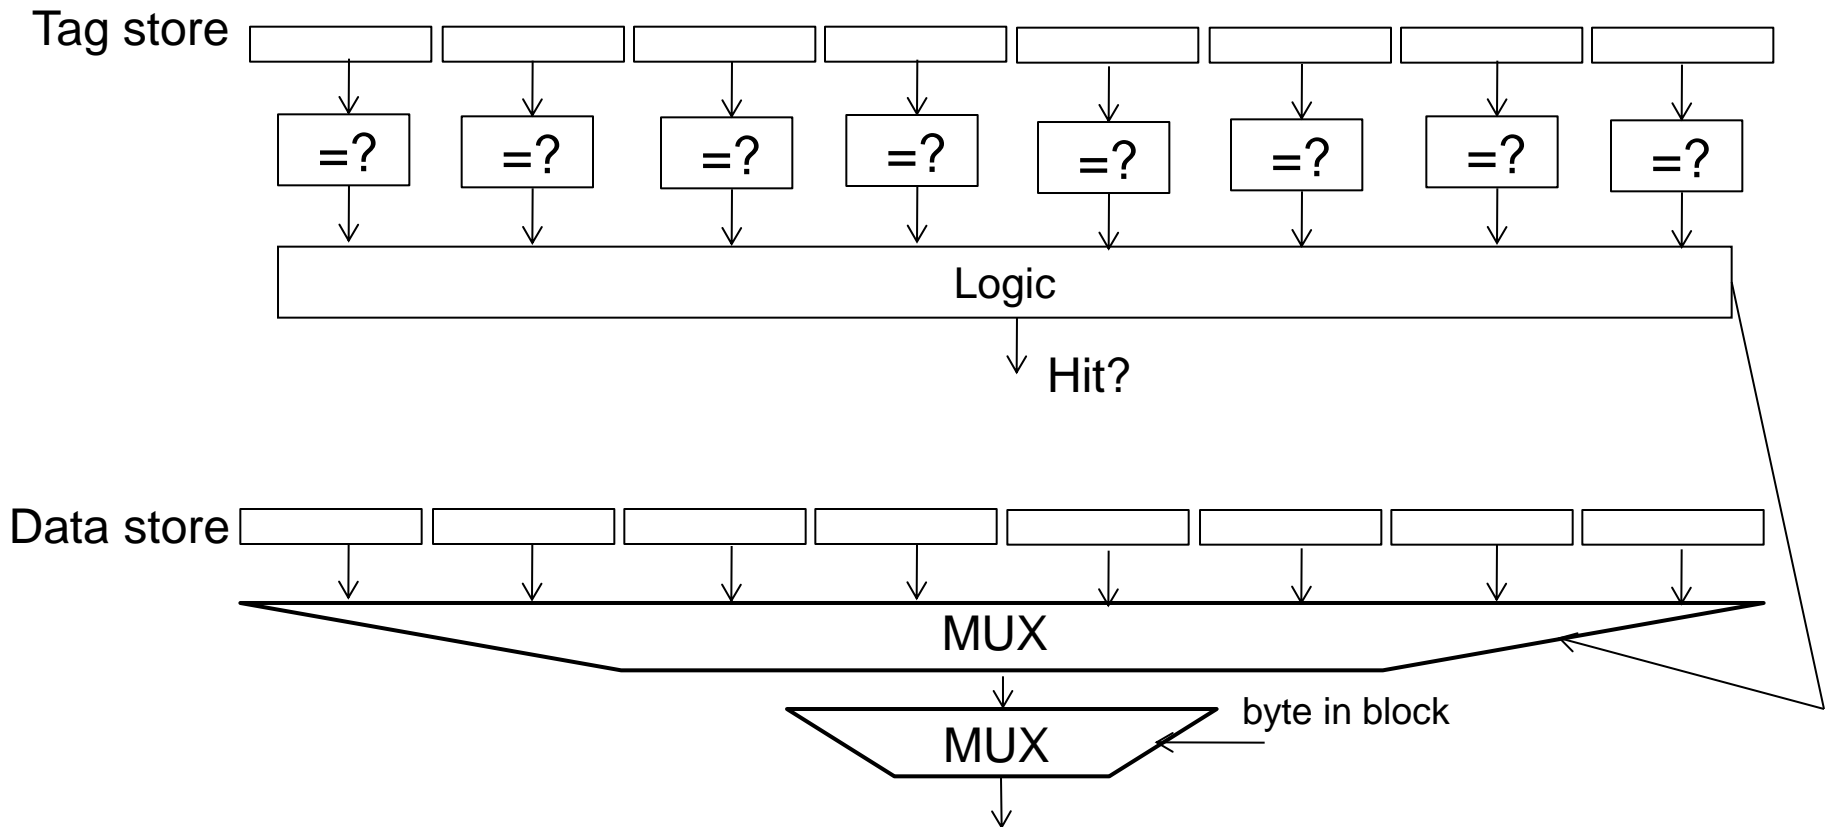 Tag store
=? =? =? =? =? =? =? =?
Logic
Hit?
Data store
MUX
byte in block
MUX